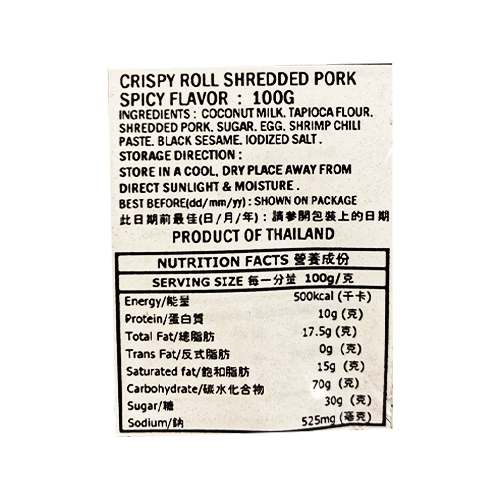 CRISPY ROLL SHREDDED PORK
SPICY FLAVOR : 100G
INGREDIENTS : COCONUT MILK, TAPIOCA FLOUR,
SHREDDED PORK, SUGAR, EGG, SHRIMP CHILI
PASTE, BLACK SESAME, IODIZED SALT .
STORAGE DIRECTION :
STORE IN A COOL, DRY PLACE AWAY FROM
DIRECT SUNLIGHT & MOISTURE .
BEST BEFORE(dd/mm/yy) : SHOWN ON PACKAGE
此日期前最佳(日/月/年) : 請參閱包裝上的日期
PRODUCT OF THAILAND
NUTRITION FACTS 營養成份
SERVING SIZE 每一分量 100g/克
Energy/能量 500kcal (千卡)
Protein/蛋白質 10g (克)
Total Fat/總脂肪 17.5g (克)
Trans Fat/反式脂肪 0g (克)
Saturated fat/飽和脂肪 15g (克)
Carbohydrate/碳水化合物 70g (克)
Sugar/糖 30g (克)
Sodium/鈉 525mg (毫克)